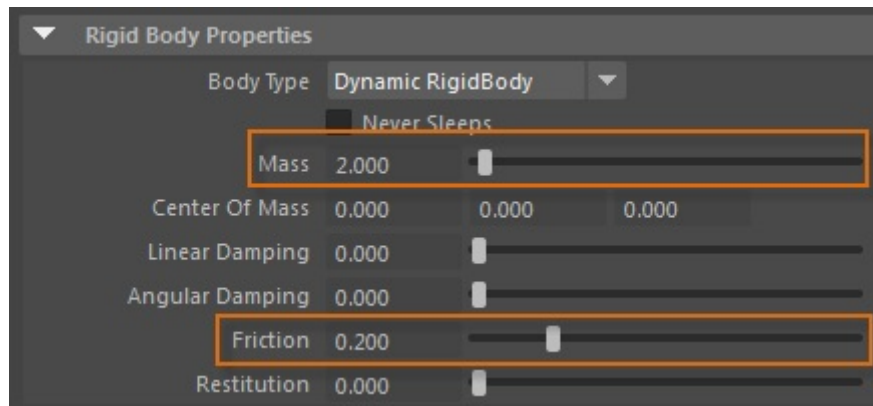 Rigid Body Properties
Body Type Dynamic RigidBody
Never Sleeps
Mass 2.000
Center Of Mass 0.000 0.000 0.000
Linear Damping 0.000
Angular Damping 0.000
Friction 0.200
Restitution 0.000